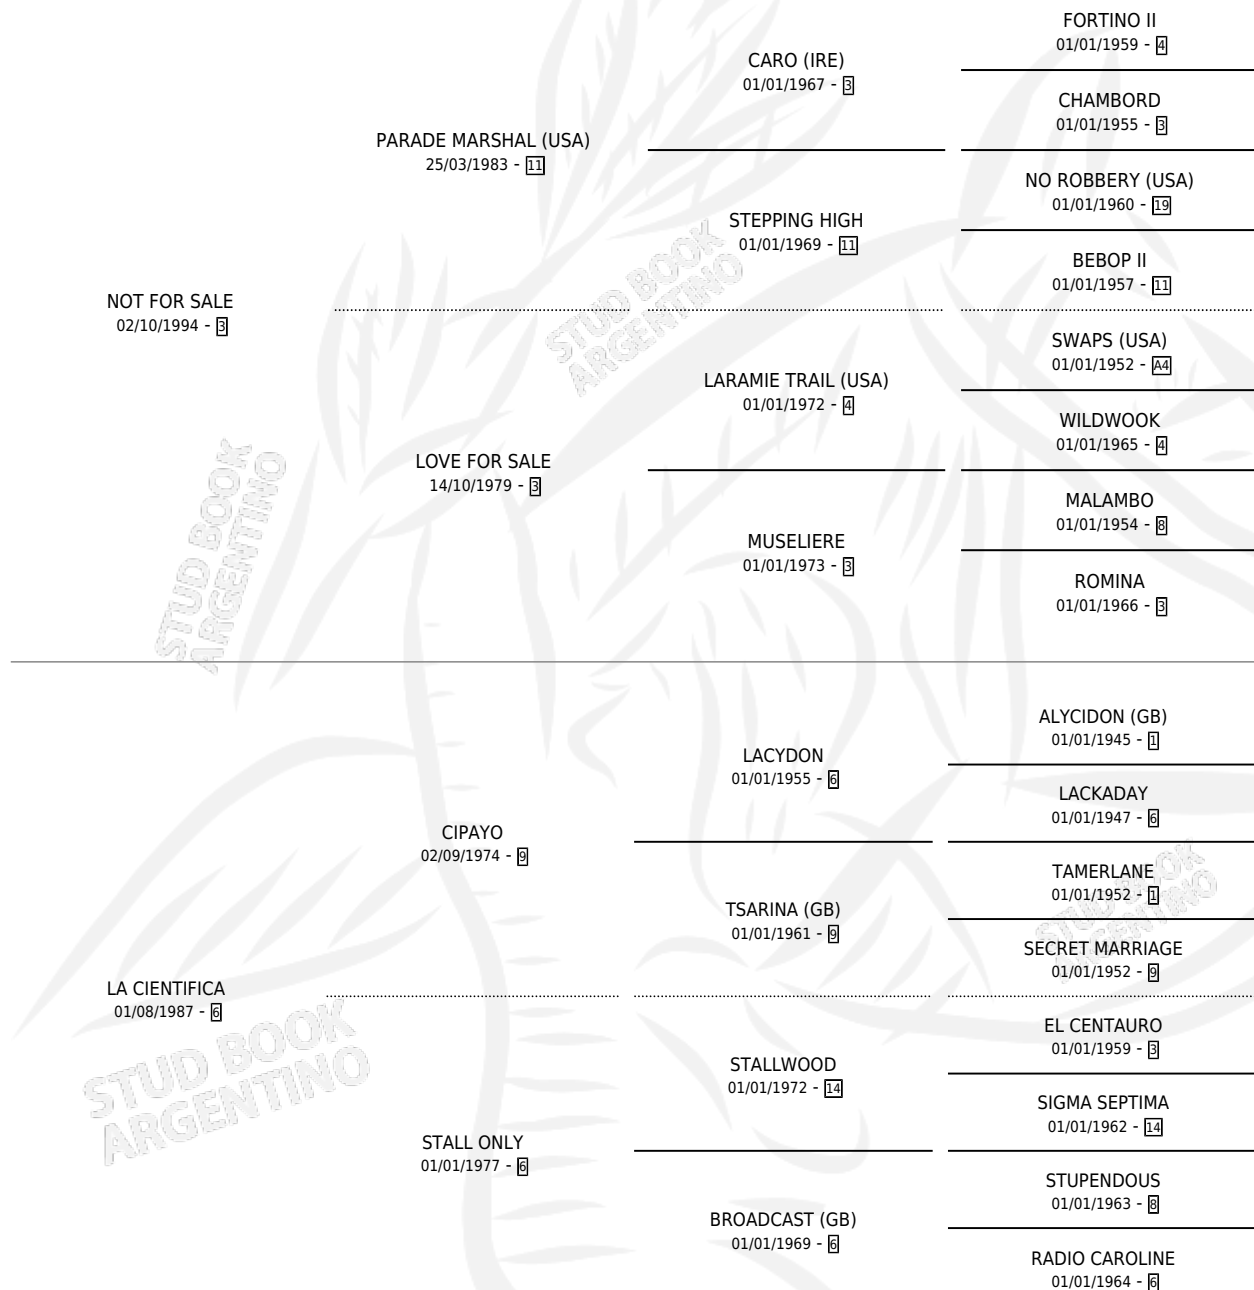 FORTINO II
01/01/1959 - 4
CARO (IRE)
01/01/1967 - 3
CHAMBORD
01/01/1955 - 3
PARADE MARSHAL (USA)
25/03/1983 - 11
NO ROBBERY (USA)
01/01/1960 - 19
STEPPING HIGH
01/01/1969 - 11
BEBOP II
01/01/1957 - 11
NOT FOR SALE
02/10/1994 - 3
STUD BOOK
ARGENTINO
SWAPS (USA)
01/01/1952 - A4
LARAMIE TRAIL (USA)
01/01/1972 - 4
WILDWOOK
01/01/1965 - 4
LOVE FOR SALE
14/10/1979 - 3
MALAMBO
01/01/1954 - 8
MUSELIERE
01/01/1973 - 3
ROMINA
01/01/1966 - 3
STUD BOOK
ARGENTINO
ALYCIDON (GB)
01/01/1945 - 1
LACYDON
01/01/1955 - 6
LACKADAY
01/01/1947 - 6
CIPAYO
02/09/1974 - 9
TAMERLANE
01/01/1952 - 1
TSARINA (GB)
01/01/1961 - 9
SECRET MARRIAGE
01/01/1952 - 9
STUD BOOK
ARGENTINO
LA CIENTIFICA
01/08/1987 - 6
EL CENTAURO
01/01/1959 - 3
STALLWOOD
01/01/1972 - 14
SIGMA SEPTIMA
01/01/1962 - 14
STUD BOOK
ARGENTINO
STALL ONLY
01/01/1977 - 6
STUPENDOUS
01/01/1963 - 8
BROADCAST (GB)
01/01/1969 - 6
RADIO CAROLINE
01/01/1964 - 6